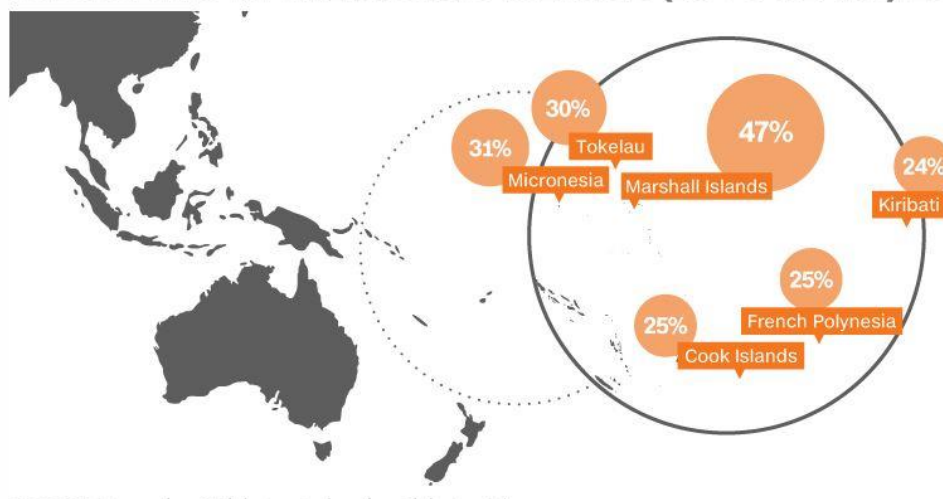 30%
47%
31%
Tokelau
24%
Micronesia
Marshall Islands
Kiribati
25%
French Polynesia
25%
Cook Islands